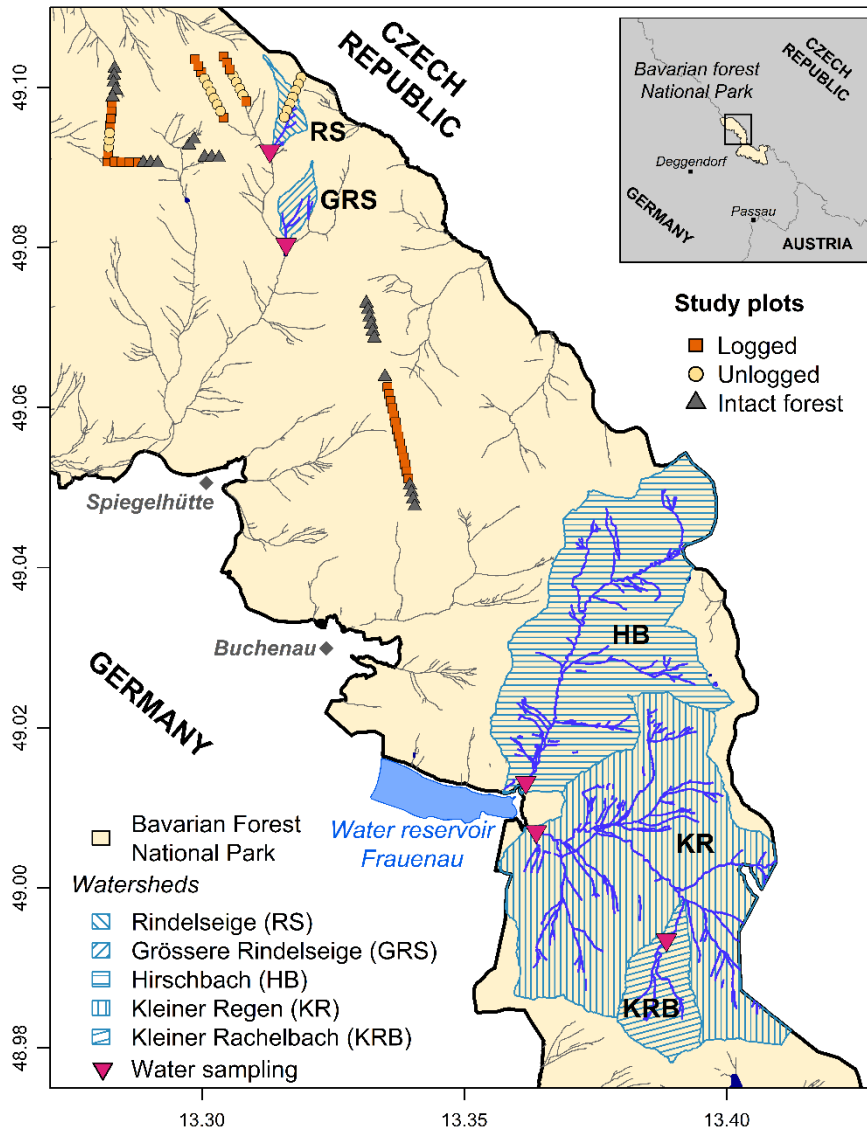 CZECH
REPUBLIC
49.10
49.08
49.06
49.04
49.02
49.00
48.98
13.30
13.35
13.40
RS
GRS
HB
KR
KRB
Spiegelhütte
Buchenau
GERMANY
Water reservoir
Frauenau
Bavarian forest
National Park
CZECH
REPUBLIC
Deggendorf
Passau
GERMANY
AUSTRIA
Study plots
Logged
Unlogged
Intact forest
Bavarian Forest
National Park
Watersheds
Rindelseige (RS)
Grössere Rindelseige (GRS)
Hirschbach (HB)
Kleiner Regen (KR)
Kleiner Rachelbach (KRB)
Water sampling